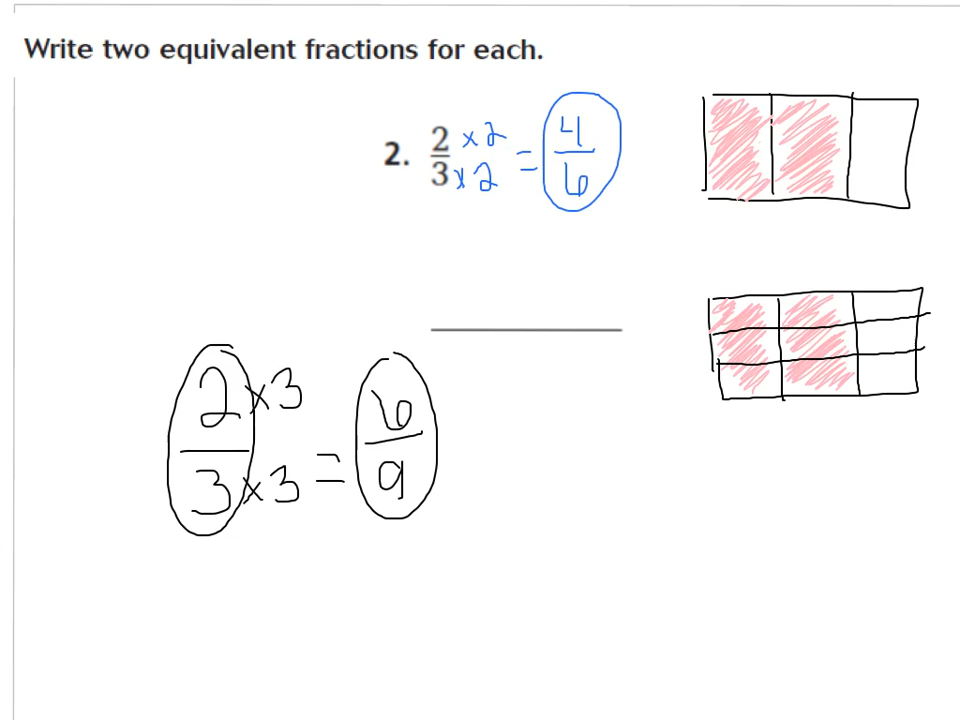 Write two equivalent fractions for each.
2. 2/3 ×2/×2 = 4/6
2/3 ×3/×3 = 6/9